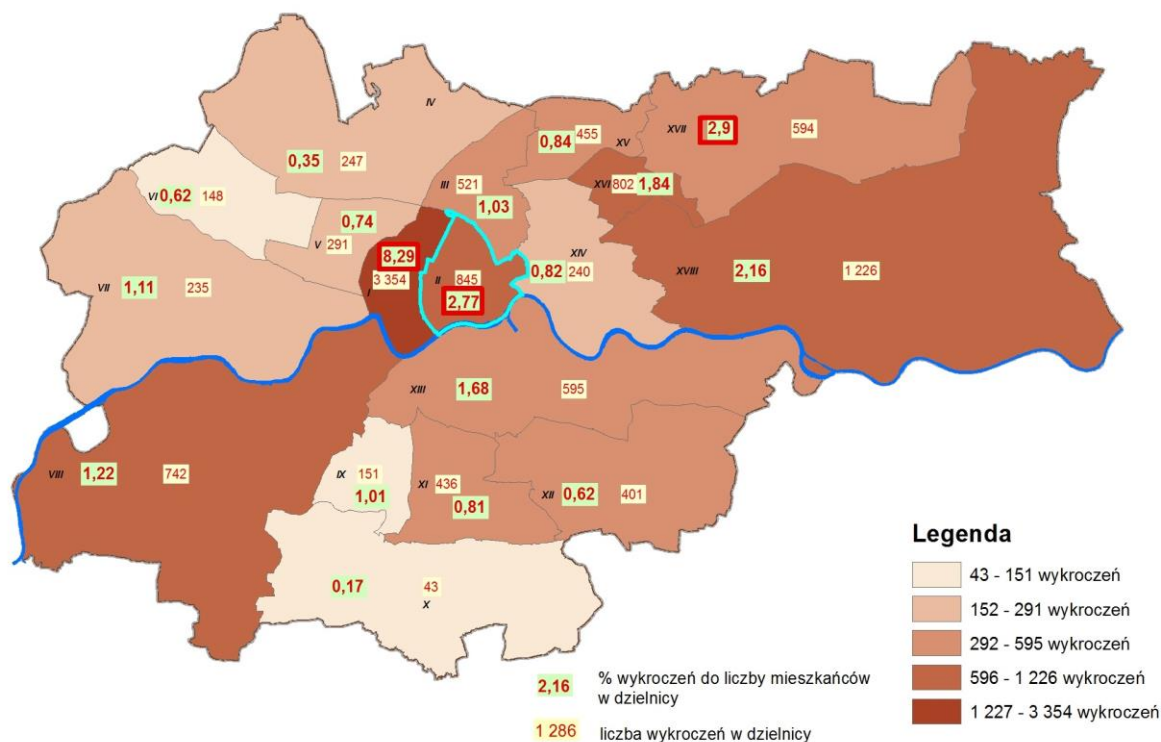 IV
0,35 247
0,84 455
XV
XVII 2,9 594
VI 0,62 148
III 521
1,03
XVI 802 1,84
0,74
V 291
8,29
I 3 354
II 845
2,77
XIV
0,82 240
XVIII 2,16 1 226
VII 1,11 235
XIII 1,68 595
VIII 1,22 742
IX 151
1,01
XI 436
0,81
XII 0,62 401
0,17 43
X
Legenda
43 - 151 wykroczeń
152 - 291 wykroczeń
292 - 595 wykroczeń
596 - 1 226 wykroczeń
1 227 - 3 354 wykroczeń
2,16 % wykroczeń do liczby mieszkańców
w dzielnicy
1 286 liczba wykroczeń w dzielnicy